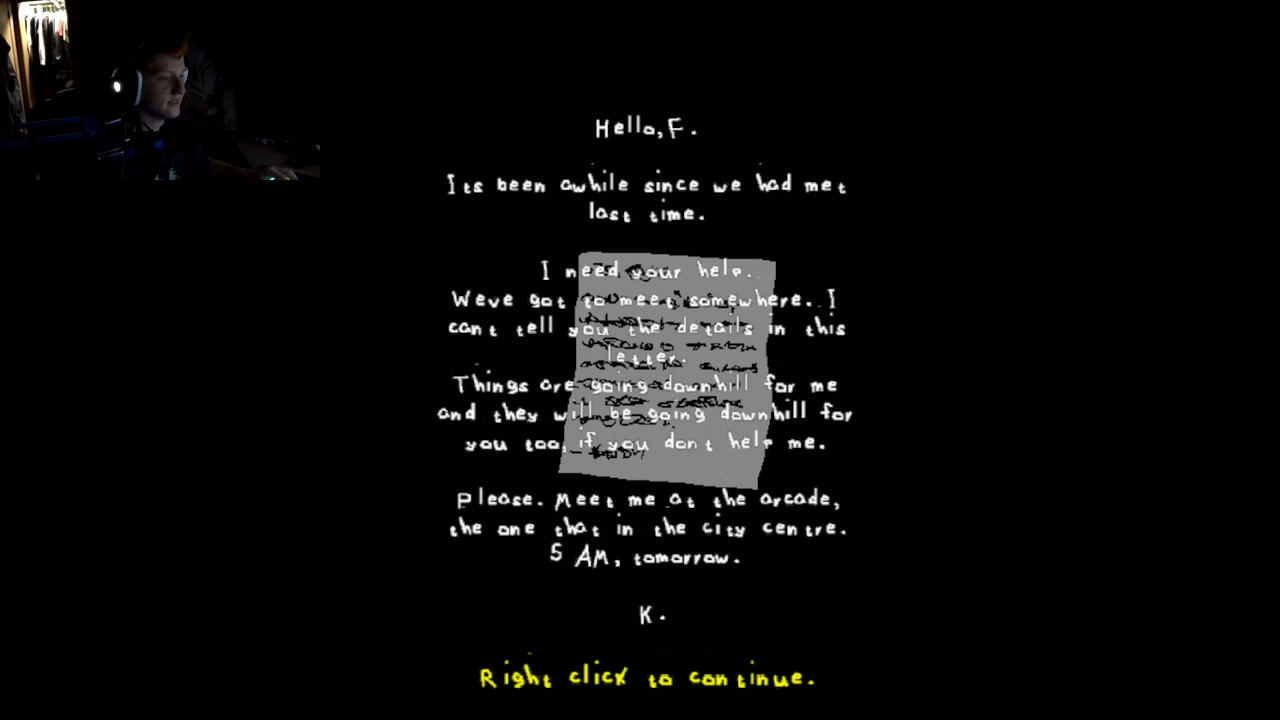 Hello, F.
Its been awhile since we had met
last time.
I need your help.
Weve got to meet somewhere. I
cant tell you the details in this
letter.
Things are going downhill for me
and they will be going downhill for
you too, if you dont help me.
Please. Meet me at the arcade,
the one that in the city centre.
5 AM, tomorrow.
K.
Right click to continue.